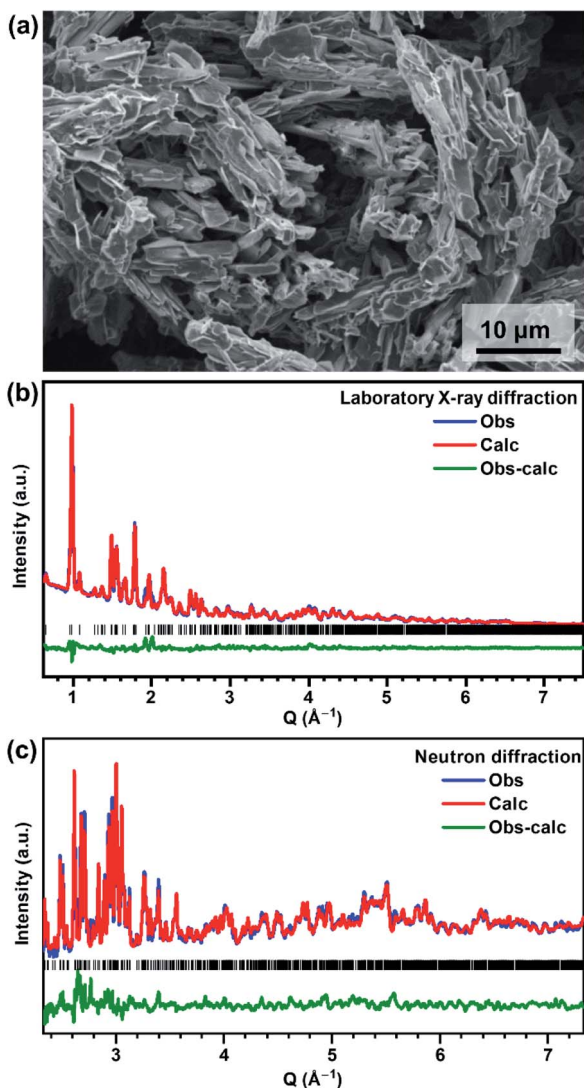 (a)
10 µm
(b)
Laboratory X-ray diffraction
Obs
Calc
Obs-calc
Intensity (a.u.)
1 2 3 4 5 6 7
Q (Å⁻¹)
(c)
Neutron diffraction
Obs
Calc
Obs-calc
Intensity (a.u.)
3 4 5 6 7
Q (Å⁻¹)